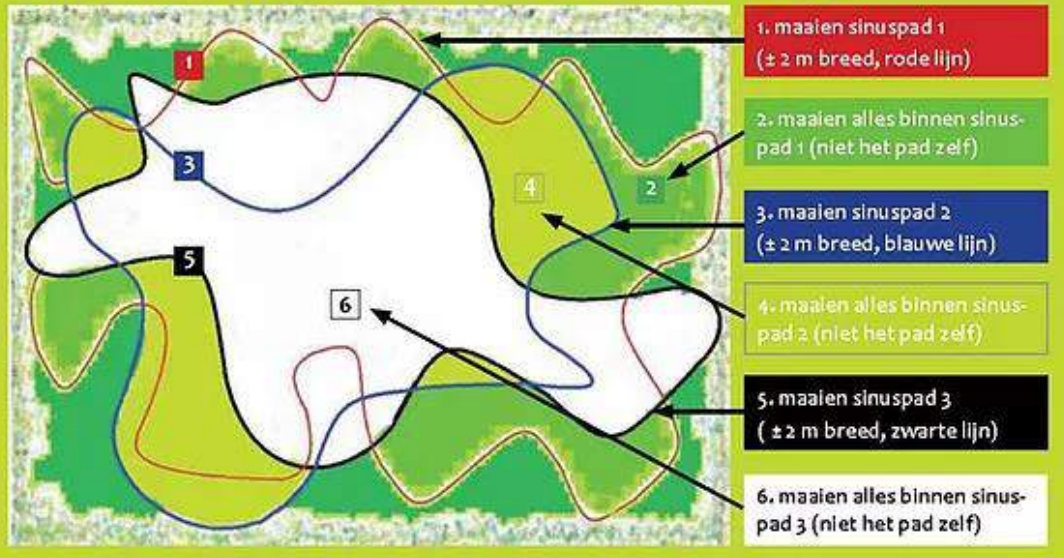 1
2
3
4
5
6
1. maaien sinuspad 1
(± 2 m breed, rode lijn)
2. maaien alles binnen sinus-
pad 1 (niet het pad zelf)
3. maaien sinuspad 2
(± 2 m breed, blauwe lijn)
4. maaien alles binnen sinus-
pad 2 (niet het pad zelf)
5. maaien sinuspad 3
( ± 2 m breed, zwarte lijn)
6. maaien alles binnen sinus-
pad 3 (niet het pad zelf)